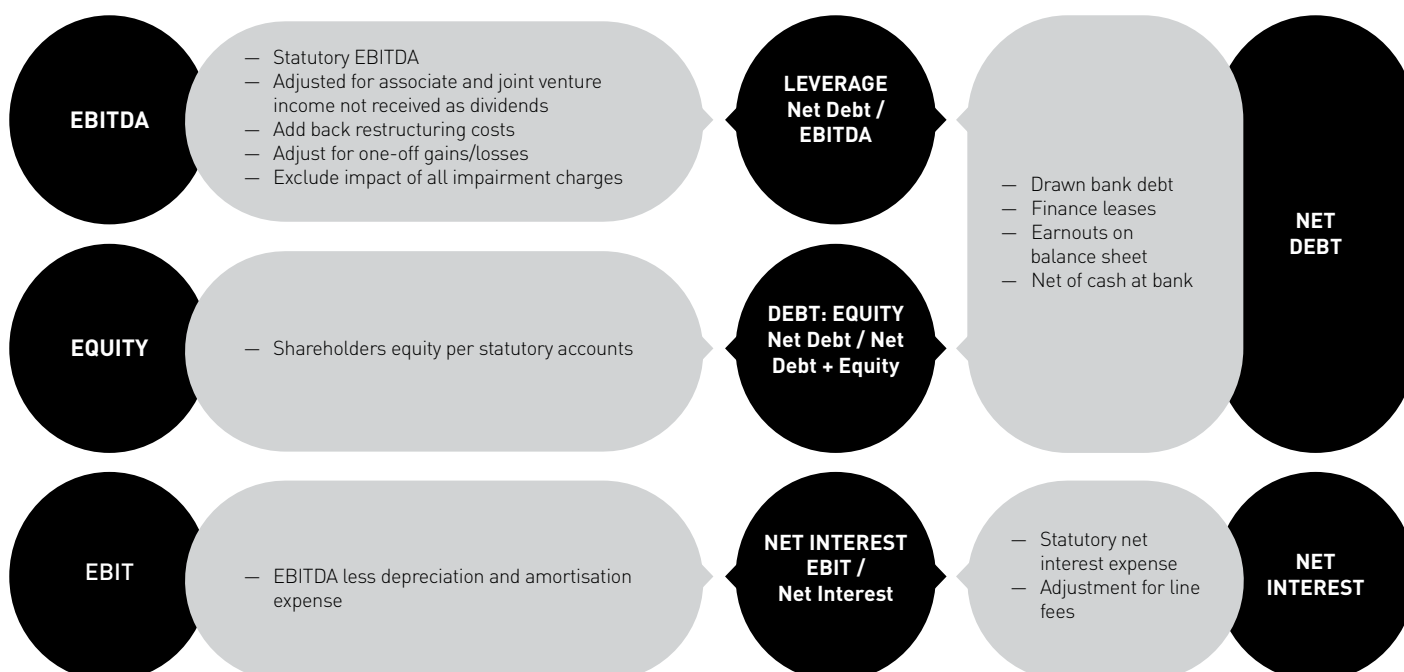 EBITDA
— Statutory EBITDA
— Adjusted for associate and joint venture
income not received as dividends
— Add back restructuring costs
— Adjust for one-off gains/losses
— Exclude impact of all impairment charges
LEVERAGE
Net Debt /
EBITDA
— Drawn bank debt
— Finance leases
— Earnouts on
balance sheet
— Net of cash at bank
NET
DEBT
EQUITY
— Shareholders equity per statutory accounts
DEBT: EQUITY
Net Debt / Net
Debt + Equity
EBIT
— EBITDA less depreciation and amortisation
expense
NET INTEREST
EBIT /
Net Interest
— Statutory net
interest expense
— Adjustment for line
fees
NET
INTEREST